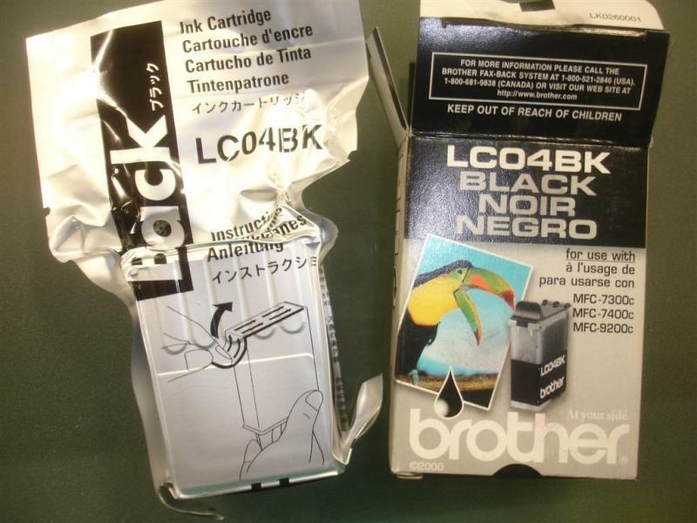 Ink Cartridge
Cartouche d'encre
Cartucho de Tinta
Tintenpatrone
インクカートリッジ
LC04BK
Black
ブラック
Instructi
Anleitung
インストラクショ
LK0260001
FOR MORE INFORMATION PLEASE CALL THE
BROTHER FAX-BACK SYSTEM AT 1-800-521-2846 (USA),
1-800-681-9838 (CANADA) OR VISIT OUR WEB SITE AT
http://www.brother.com
KEEP OUT OF REACH OF CHILDREN
LC04BK
BLACK
NOIR
NEGRO
for use with
à l'usage de
para usarse con
MFC-7300c
MFC-7400c
MFC-9200c
LC04BK
brother
At your side.
brother®
©2000